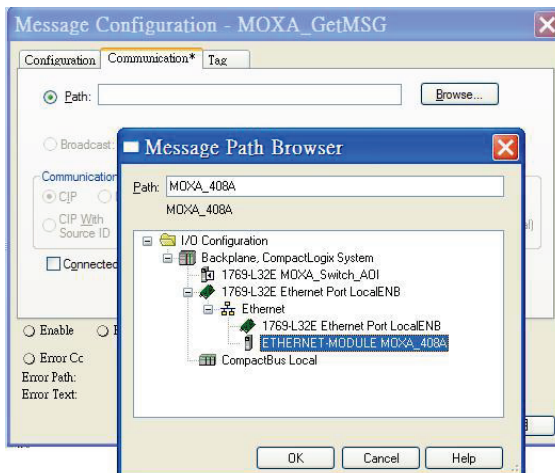 Message Configuration - MOXA_GetMSG
Configuration Communication* Tag
Path:
Browse...
Broadcast:
Message Path Browser
Path: MOXA_408A
MOXA_408A
Communication
CIP
CIP With
Source ID
Connected
I/O Configuration
Backplane, CompactLogix System
1769-L32E MOXA_Switch_AOI
1769-L32E Ethernet Port LocalENB
Ethernet
1769-L32E Ethernet Port LocalENB
ETHERNET-MODULE MOXA_408A
CompactBus Local
Enable
Error Cc
Error Path:
Error Text:
OK Cancel Help